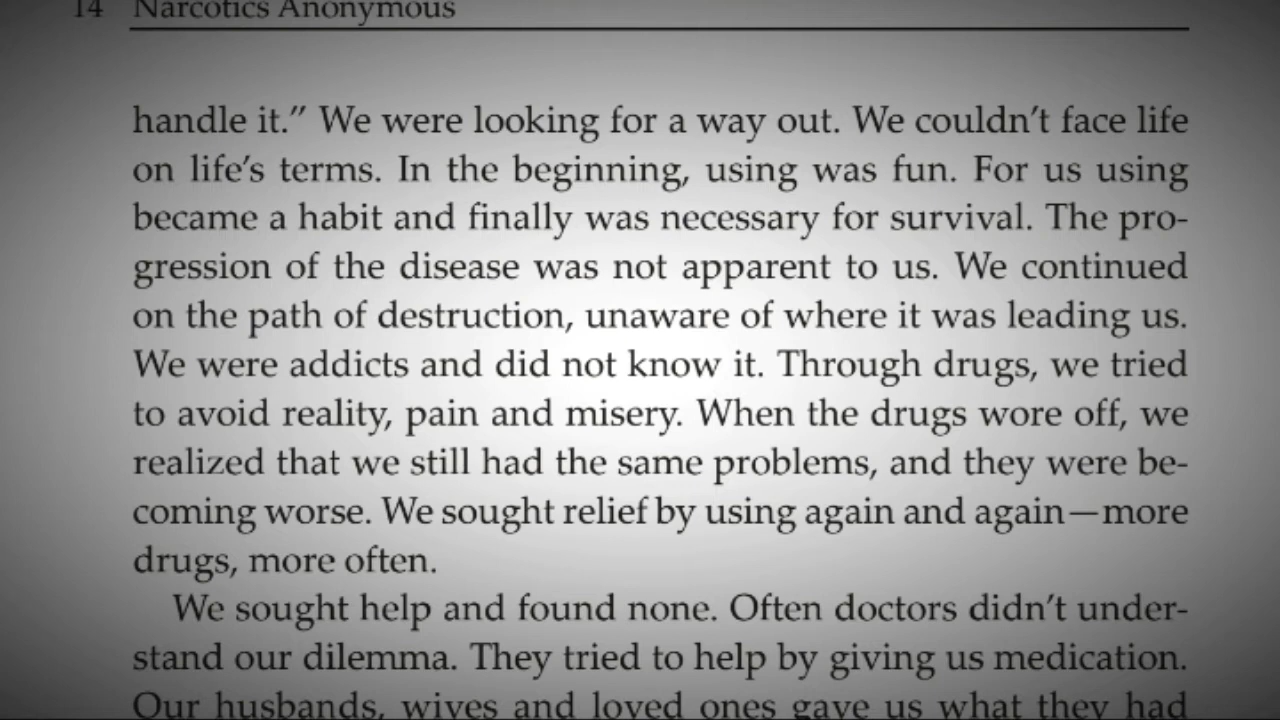 14 Narcotics Anonymous
handle it.” We were looking for a way out. We couldn’t face life
on life’s terms. In the beginning, using was fun. For us using
became a habit and finally was necessary for survival. The pro-
gression of the disease was not apparent to us. We continued
on the path of destruction, unaware of where it was leading us.
We were addicts and did not know it. Through drugs, we tried
to avoid reality, pain and misery. When the drugs wore off, we
realized that we still had the same problems, and they were be-
coming worse. We sought relief by using again and again—more
drugs, more often.
We sought help and found none. Often doctors didn’t under-
stand our dilemma. They tried to help by giving us medication.
Our husbands, wives and loved ones gave us what they had